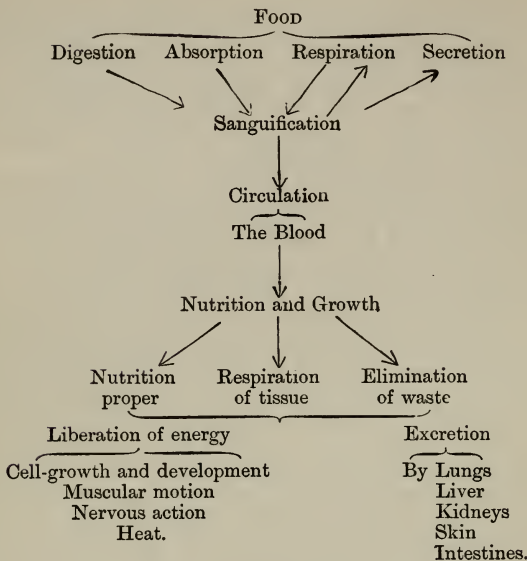 FOOD
Digestion Absorption Respiration Secretion
Sanguification
Circulation
The Blood
Nutrition and Growth
Nutrition proper
Respiration of tissue
Elimination of waste
Liberation of energy
Cell-growth and development
Muscular motion
Nervous action
Heat.
Excretion
By Lungs
Liver
Kidneys
Skin
Intestines.